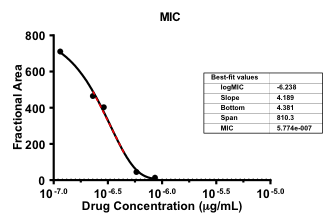 MIC
800
600
400
200
0
Fractional Area
10^-7.0 10^-6.5 10^-6.0 10^-5.5 10^-5.0
Drug Concentration (µg/mL)
Best-fit values
logMIC -6.238
Slope 4.189
Bottom 4.381
Span 810.3
MIC 5.774e-007